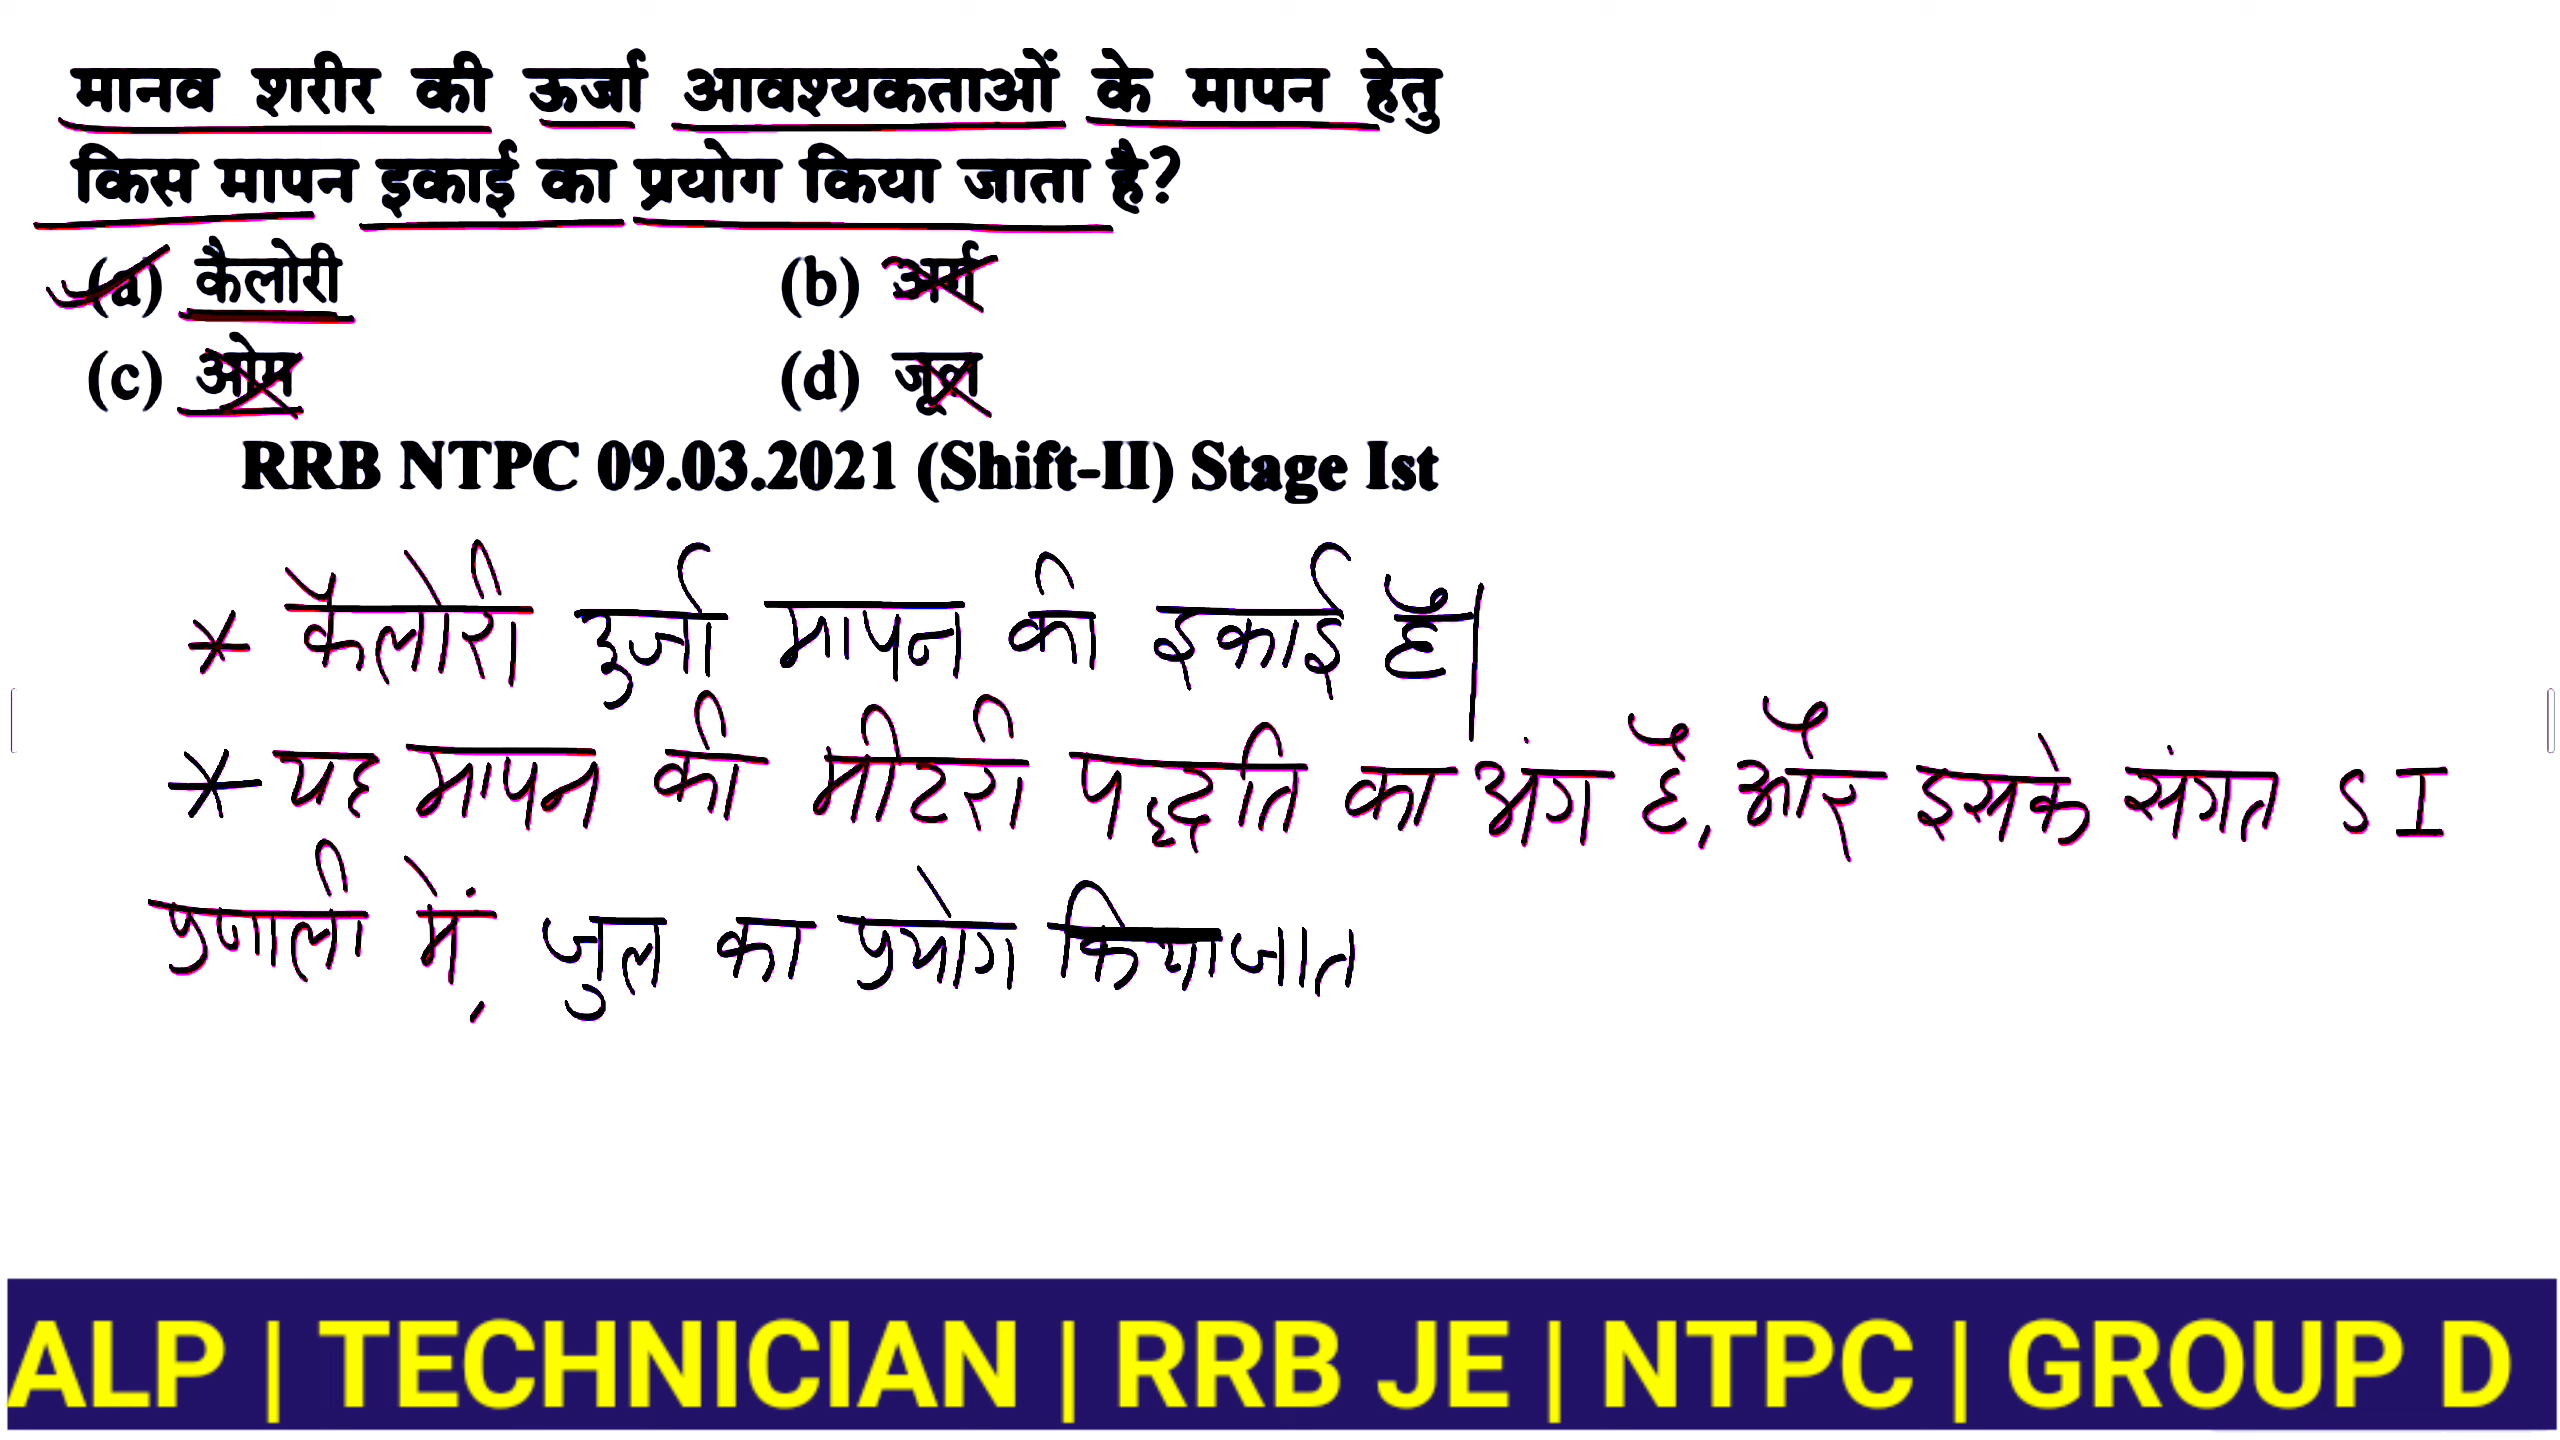 मानव शरीर की ऊर्जा आवश्यकताओं के मापन हेतु
किस मापन इकाई का प्रयोग किया जाता है?
(a) कैलोरी (b) अर्ग
(c) ओम (d) जूल
RRB NTPC 09.03.2021 (Shift-II) Stage Ist
* कैलोरी उर्जा मापन की इकाई है।
* यह मापन की मीटरी पद्धति का अंग है, और इसके संगत SI
प्रणाली में, जुल का प्रयोग किया जात
ALP | TECHNICIAN | RRB JE | NTPC | GROUP D